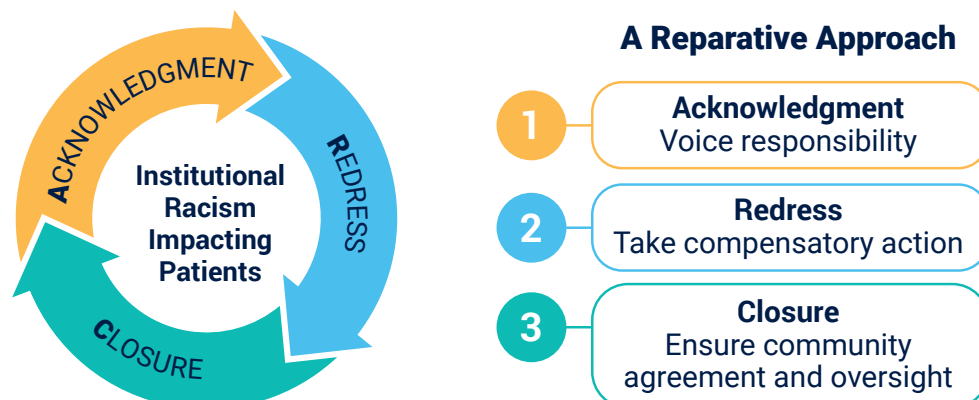 ACKNOWLEDGMENT
REDRESS
CLOSURE
Institutional
Racism
Impacting
Patients
A Reparative Approach
1
Acknowledgment
Voice responsibility
2
Redress
Take compensatory action
3
Closure
Ensure community
agreement and oversight